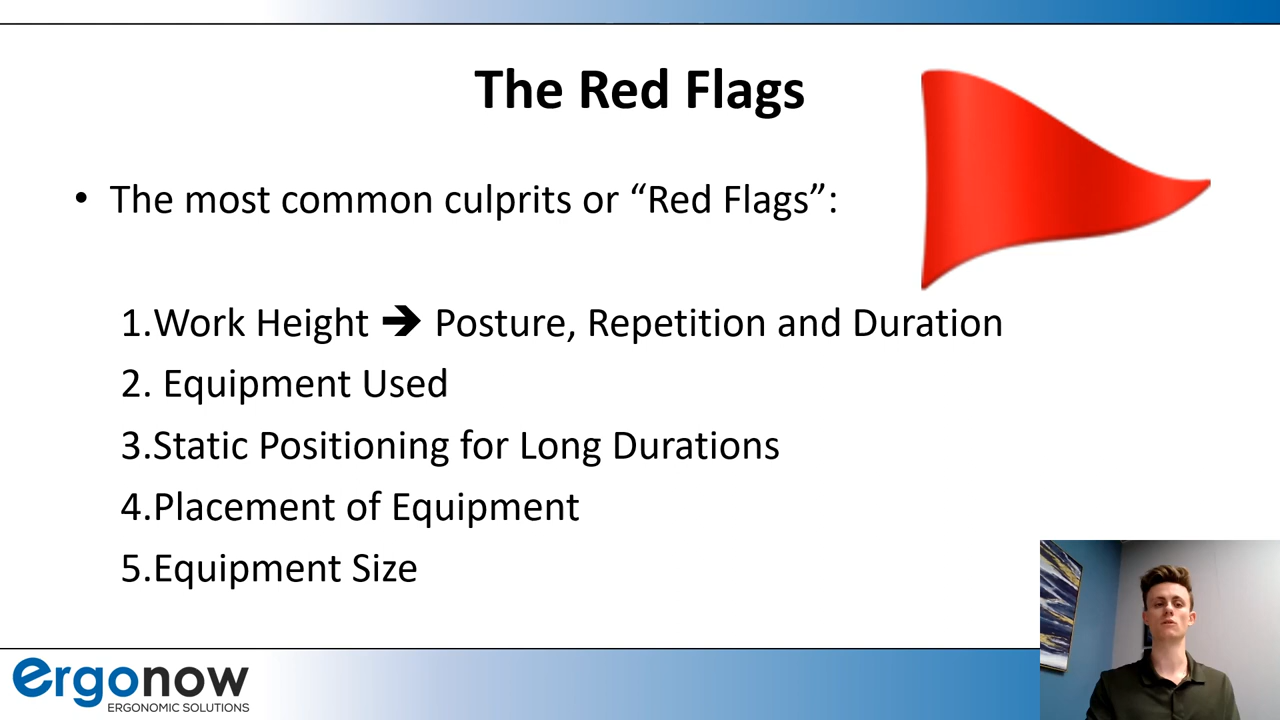 The Red Flags
• The most common culprits or “Red Flags”:
1.Work Height ➔ Posture, Repetition and Duration
2. Equipment Used
3.Static Positioning for Long Durations
4.Placement of Equipment
5.Equipment Size
ergonow
ERGONOMIC SOLUTIONS